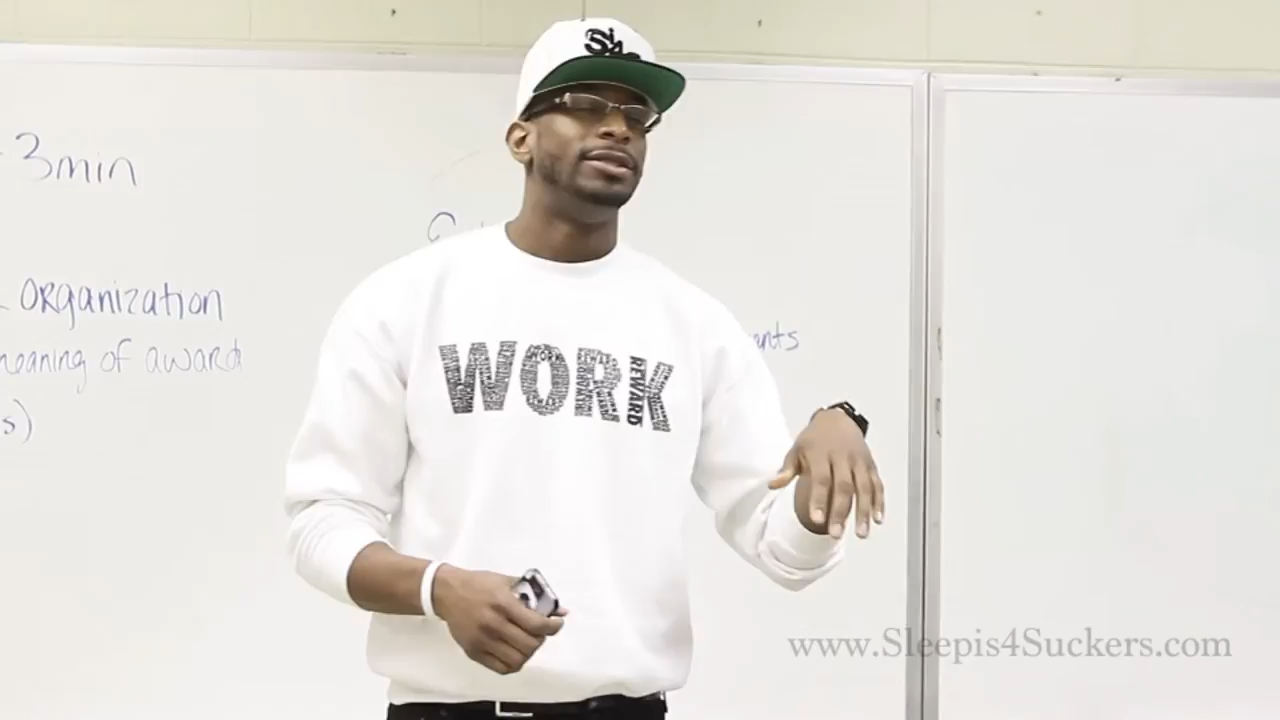 3min
Organization
meaning of award
s)
ents
WORK
REWARD
www.Sleepis4Suckers.com